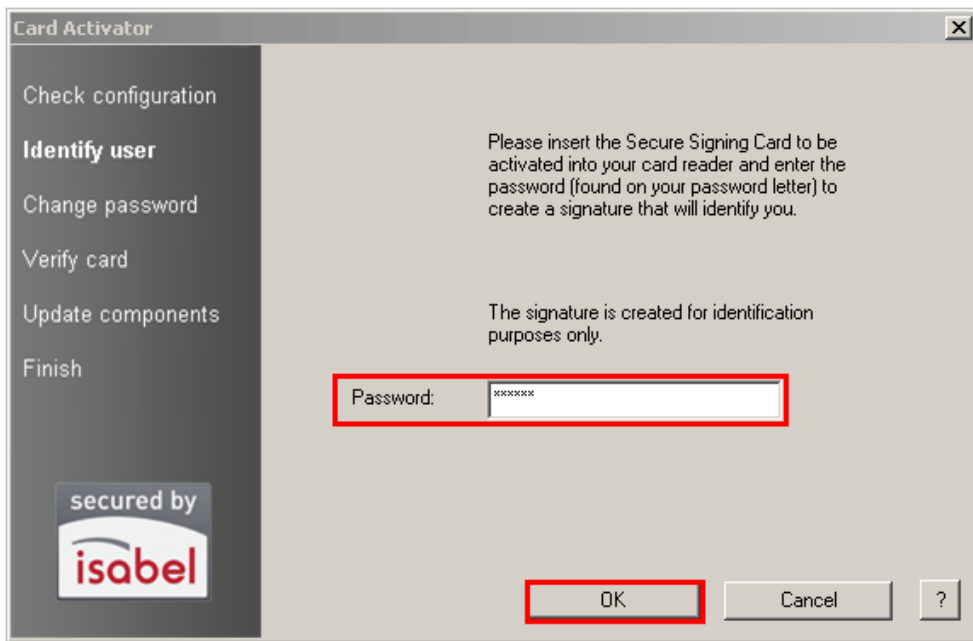 Card Activator
Check configuration
Identify user
Change password
Verify card
Update components
Finish
secured by
isabel
Please insert the Secure Signing Card to be
activated into your card reader and enter the
password (found on your password letter) to
create a signature that will identify you.
The signature is created for identification
purposes only.
Password: ******
OK Cancel ?